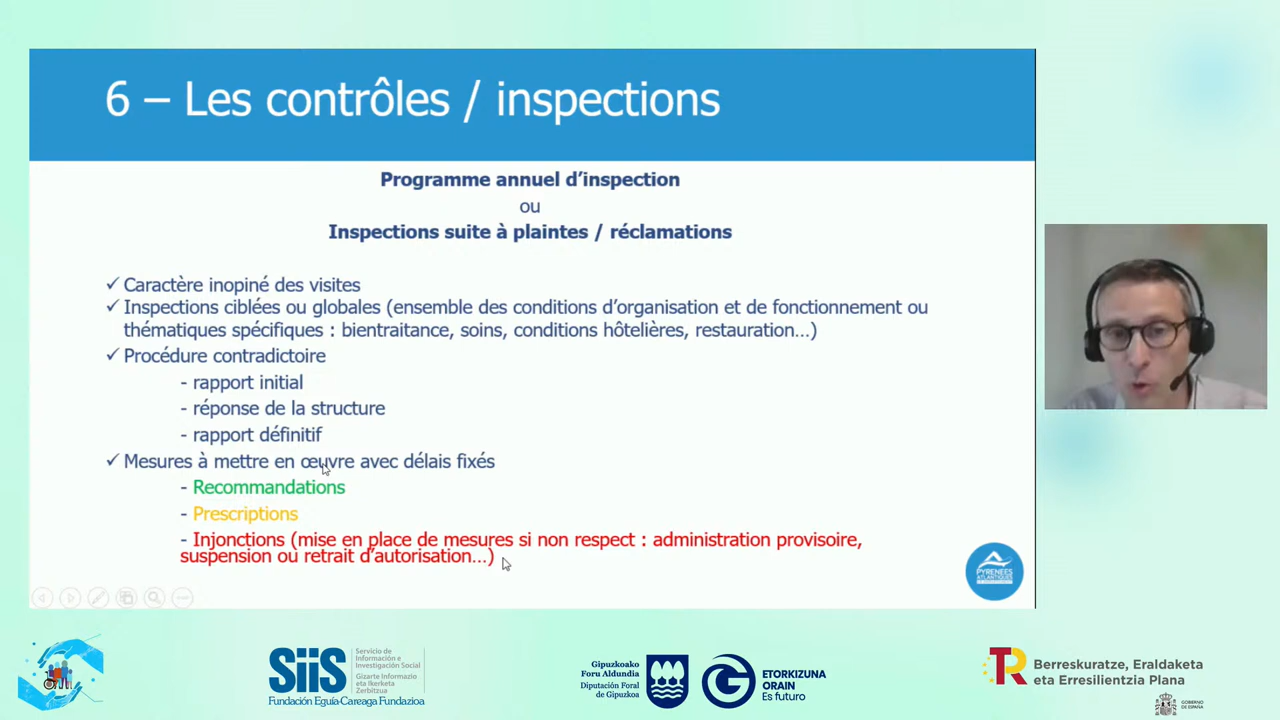 6 – Les contrôles / inspections
Programme annuel d’inspection
ou
Inspections suite à plaintes / réclamations
✓ Caractère inopiné des visites
✓ Inspections ciblées ou globales (ensemble des conditions d’organisation et de fonctionnement ou
thématiques spécifiques : bientraitance, soins, conditions hôtelières, restauration…)
✓ Procédure contradictoire
- rapport initial
- réponse de la structure
- rapport définitif
✓ Mesures à mettre en œuvre avec délais fixés
- Recommandations
- Prescriptions
- Injonctions (mise en place de mesures si non respect : administration provisoire,
suspension ou retrait d’autorisation…)
PYRÉNÉES
ATLANTIQUES
SiiS
Servicio de
Información e
Investigación Social
Gizarte Informazio
eta Ikerketa
Zerbitzua
Fundación Eguía-Careaga Fundazioa
Gipuzkoako
Foru Aldundia
Diputación Foral
de Gipuzkoa
ETORKIZUNA
ORAIN
Es futuro
Berreskuratze, Eraldaketa
eta Erresilientzia Plana
GOBIERNO
DE ESPAÑA